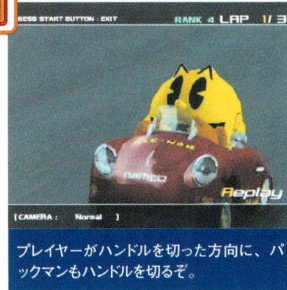 PRESS START BUTTON : EXIT
RANK 4 LAP 1/3
PAC-MAN
namco
Replay
[ CAMERA : Normal ]
プレイヤーがハンドルを切った方向に、パ
ックマンもハンドルを切るぞ。